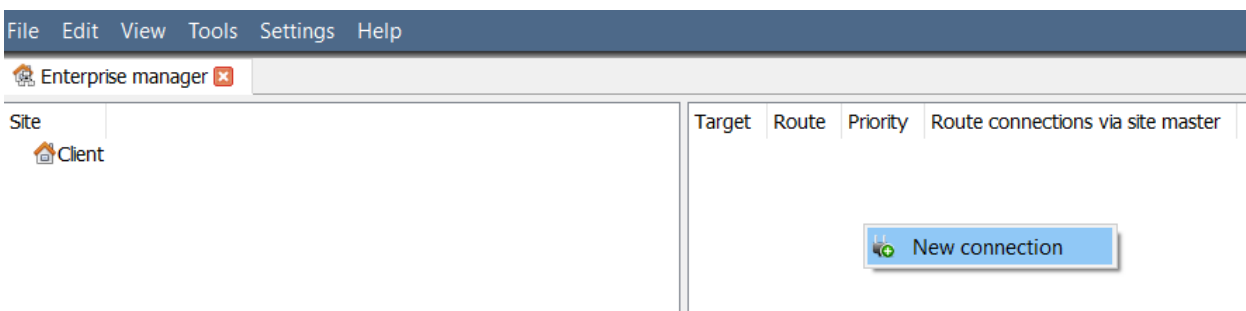 File Edit View Tools Settings Help
Enterprise manager
Site
Target Route Priority Route connections via site master
Client
New connection